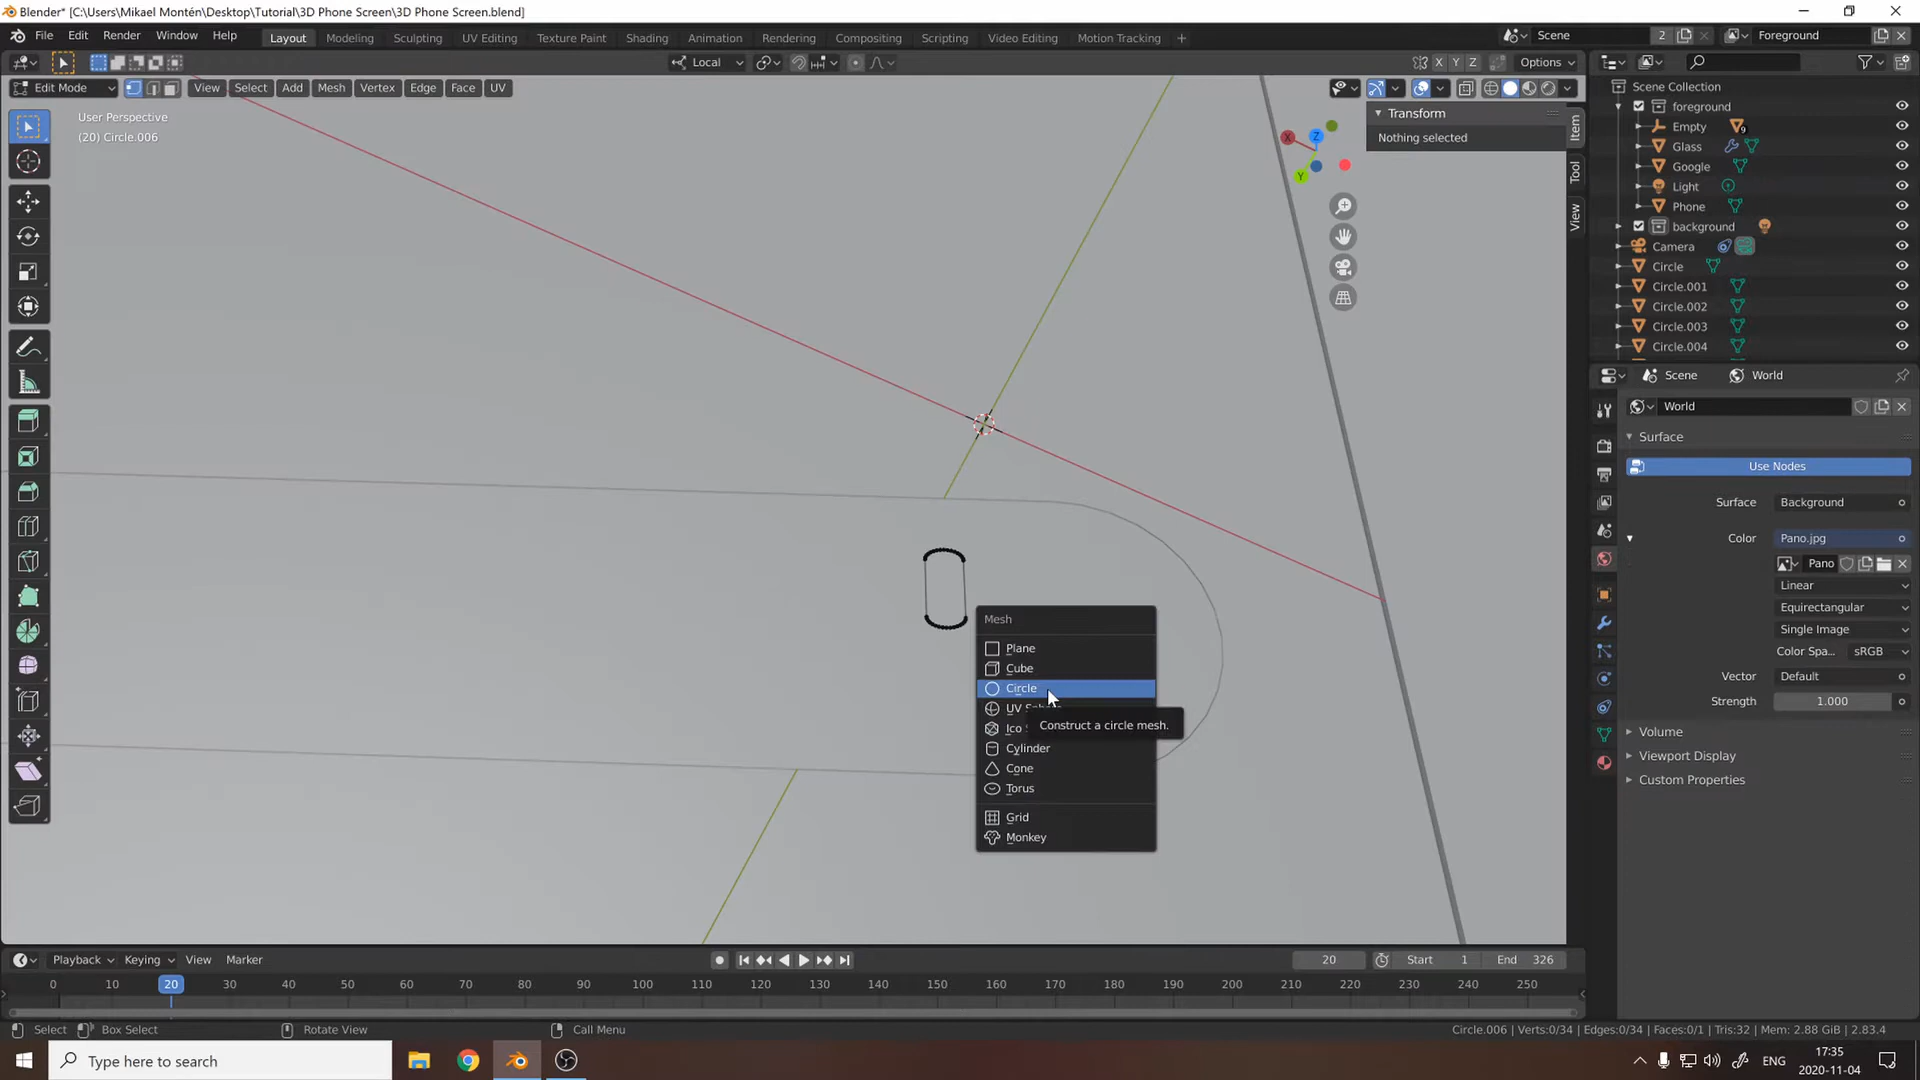 Blender* [C:\Users\Mikael Montén\Desktop\Tutorial\3D Phone Screen\3D Phone Screen.blend]
File Edit Render Window Help Layout Modeling Sculpting UV Editing Texture Paint Shading Animation Rendering Compositing Scripting Video Editing Motion Tracking + Scene 2 Foreground
Local X Y Z Options
Edit Mode View Select Add Mesh Vertex Edge Face UV
User Perspective
(20) Circle.006
Transform
Nothing selected
Item
Tool
View
X
Y
Z
Scene Collection
foreground
Empty 9
Glass
Google
Light
Phone
background
Camera
Circle
Circle.001
Circle.002
Circle.003
Circle.004
Scene World
World
Surface
Use Nodes
Surface Background
Color Pano.jpg
Pano
Linear
Equirectangular
Single Image
Color Spa... sRGB
Vector Default
Strength 1.000
Volume
Viewport Display
Custom Properties
Mesh
Plane
Cube
Circle
UV
Construct a circle mesh.
Ico
Cylinder
Cone
Torus
Grid
Monkey
Playback Keying View Marker 20 Start 1 End 326
0 10 20 30 40 50 60 70 80 90 100 110 120 130 140 150 160 170 180 190 200 210 220 230 240 250
Select Box Select Rotate View Call Menu Circle.006 | Verts:0/34 | Edges:0/34 | Faces:0/1 | Tris:32 | Mem: 2.88 GiB | 2.83.4
Type here to search
ENG
17:35
2020-11-04